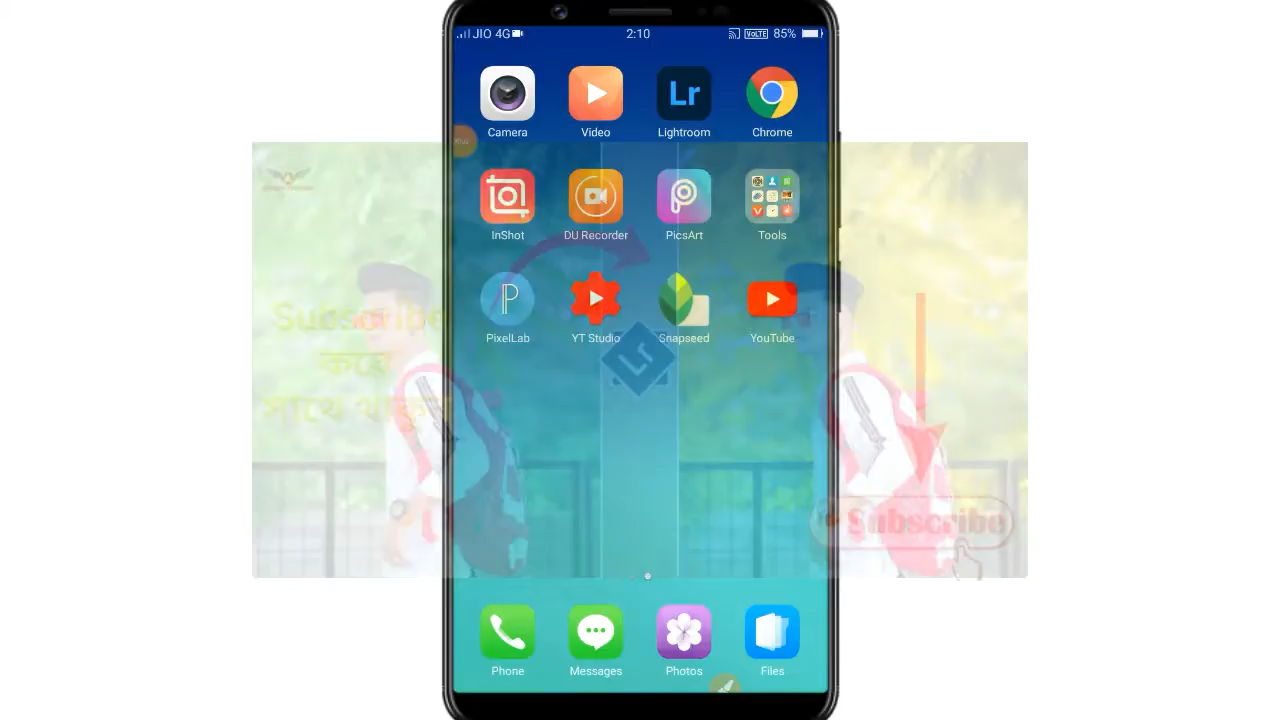 JIO 4G 2:10 VoLTE 85%
Camera Video Lightroom Chrome
Lr
InShot DU Recorder PicsArt Tools
PixelLab YT Studio Snapseed YouTube
Subscribe
করে
সাথে থাকুন
Subscribe
Phone Messages Photos Files